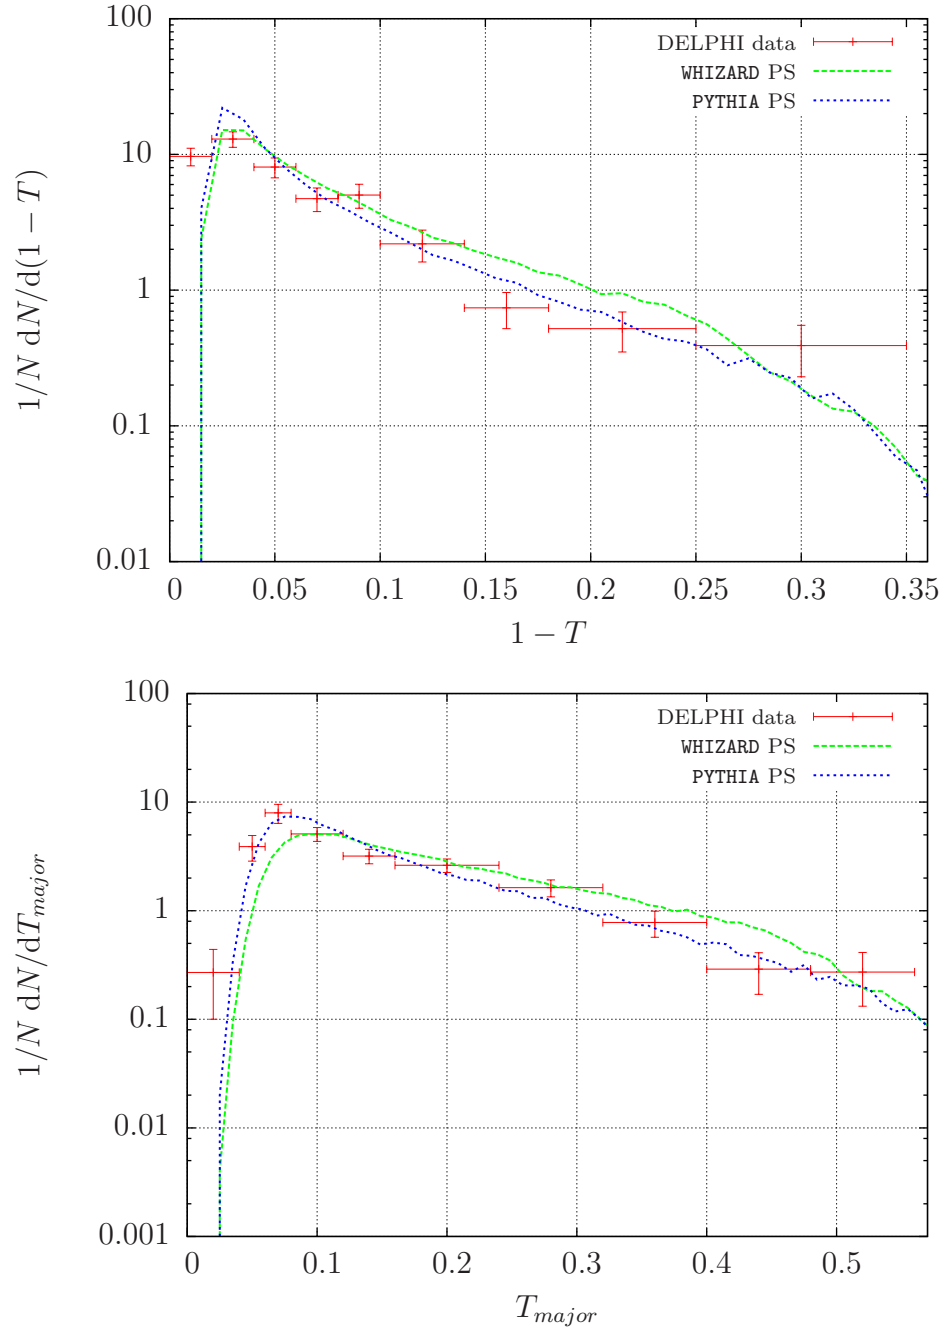 100
10
1
0.1
0.01
1/N dN/d(1 − T)
DELPHI data
WHIZARD PS
PYTHIA PS
0 0.05 0.1 0.15 0.2 0.25 0.3 0.35
1 − T
100
10
1
0.1
0.01
0.001
1/N dN/dT_major
DELPHI data
WHIZARD PS
PYTHIA PS
0 0.1 0.2 0.3 0.4 0.5
T_major